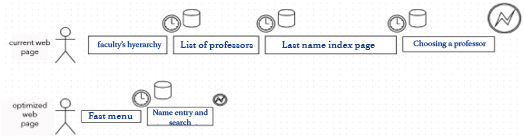 current web page
faculty's hyerarchy
List of professors
Last name index page
Choosing a professor
optimized web page
Fast menu
Name entry and search